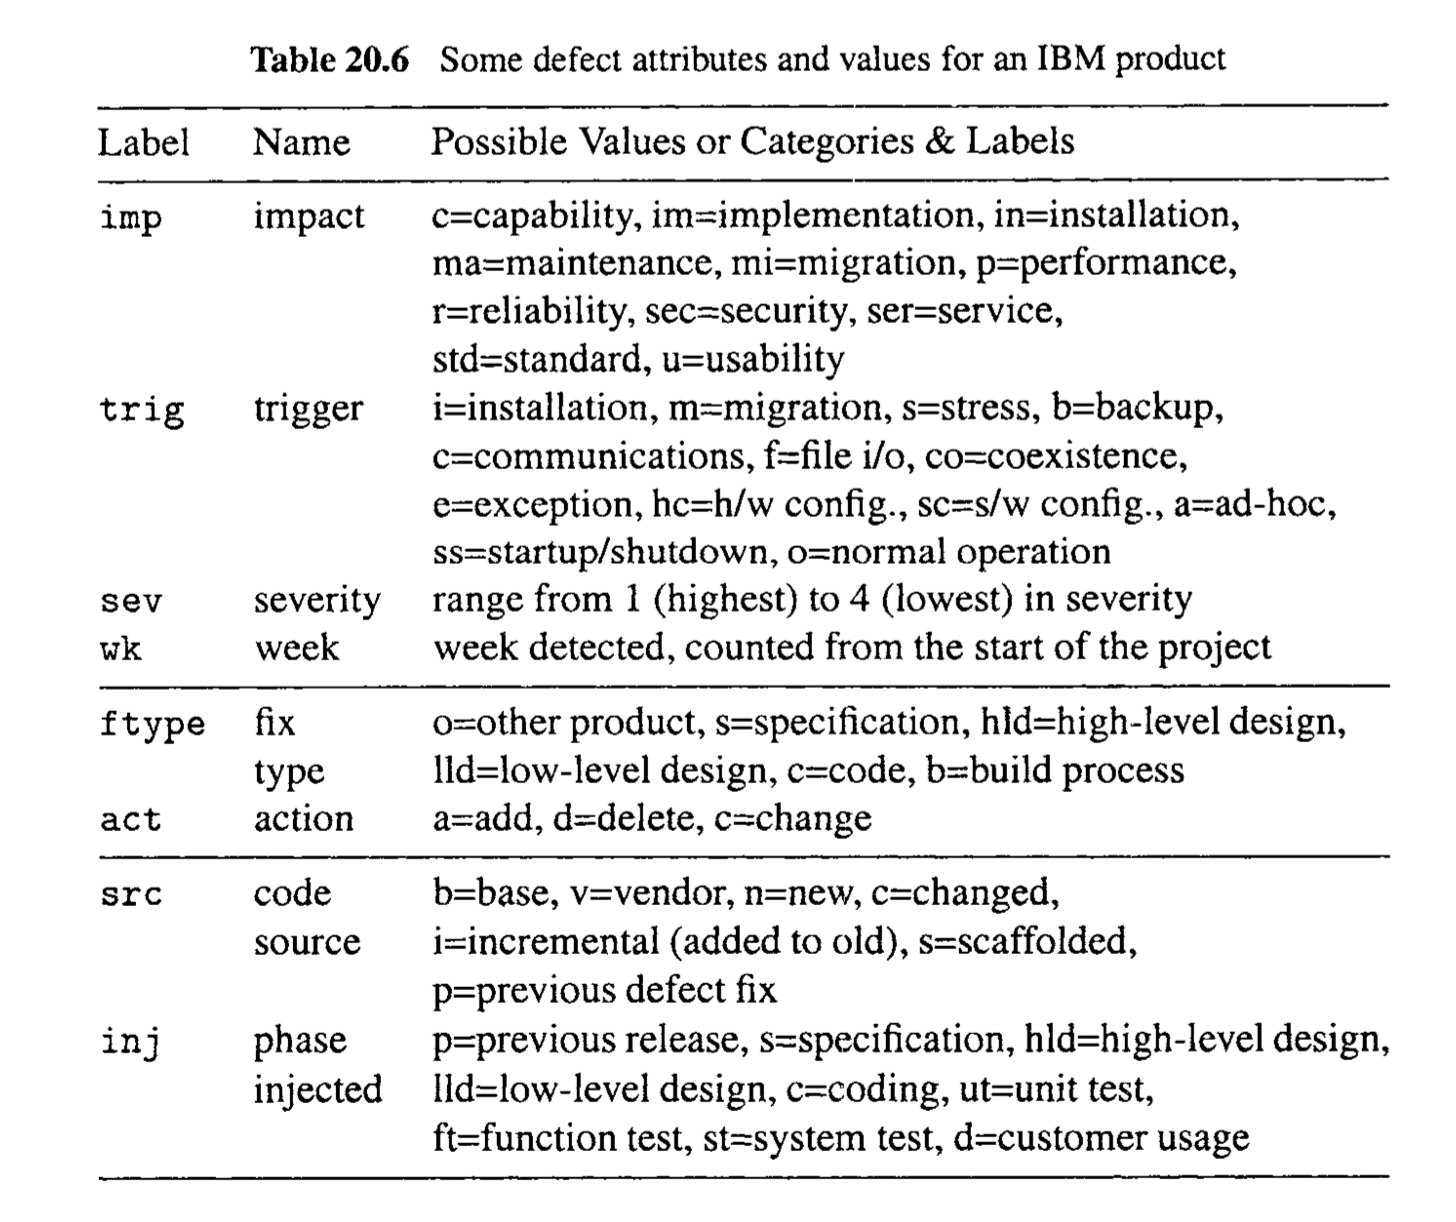 Table 20.6 Some defect attributes and values for an IBM product
Label Name Possible Values or Categories & Labels
imp impact c=capability, im=implementation, in=installation,
ma=maintenance, mi=migration, p=performance,
r=reliability, sec=security, ser=service,
std=standard, u=usability
trig trigger i=installation, m=migration, s=stress, b=backup,
c=communications, f=file i/o, co=coexistence,
e=exception, hc=h/w config., sc=s/w config., a=ad-hoc,
ss=startup/shutdown, o=normal operation
sev severity range from 1 (highest) to 4 (lowest) in severity
wk week week detected, counted from the start of the project
ftype fix o=other product, s=specification, hld=high-level design,
type lld=low-level design, c=code, b=build process
act action a=add, d=delete, c=change
src code b=base, v=vendor, n=new, c=changed,
source i=incremental (added to old), s=scaffolded,
p=previous defect fix
inj phase p=previous release, s=specification, hld=high-level design,
injected lld=low-level design, c=coding, ut=unit test,
ft=function test, st=system test, d=customer usage